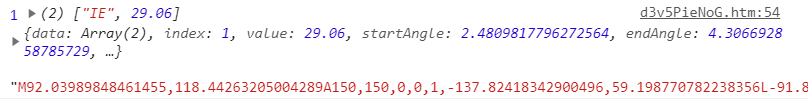 1 ▶(2) ["IE", 29.06] d3v5PieNoG.htm:54
▶{data: Array(2), index: 1, value: 29.06, startAngle: 2.4809817796272564, endAngle: 4.3066928
58785729, …}
"M92.03989848461455,118.44263205004289A150,150,0,0,1,-137.82418342900496,59.198770782238356L-91.8